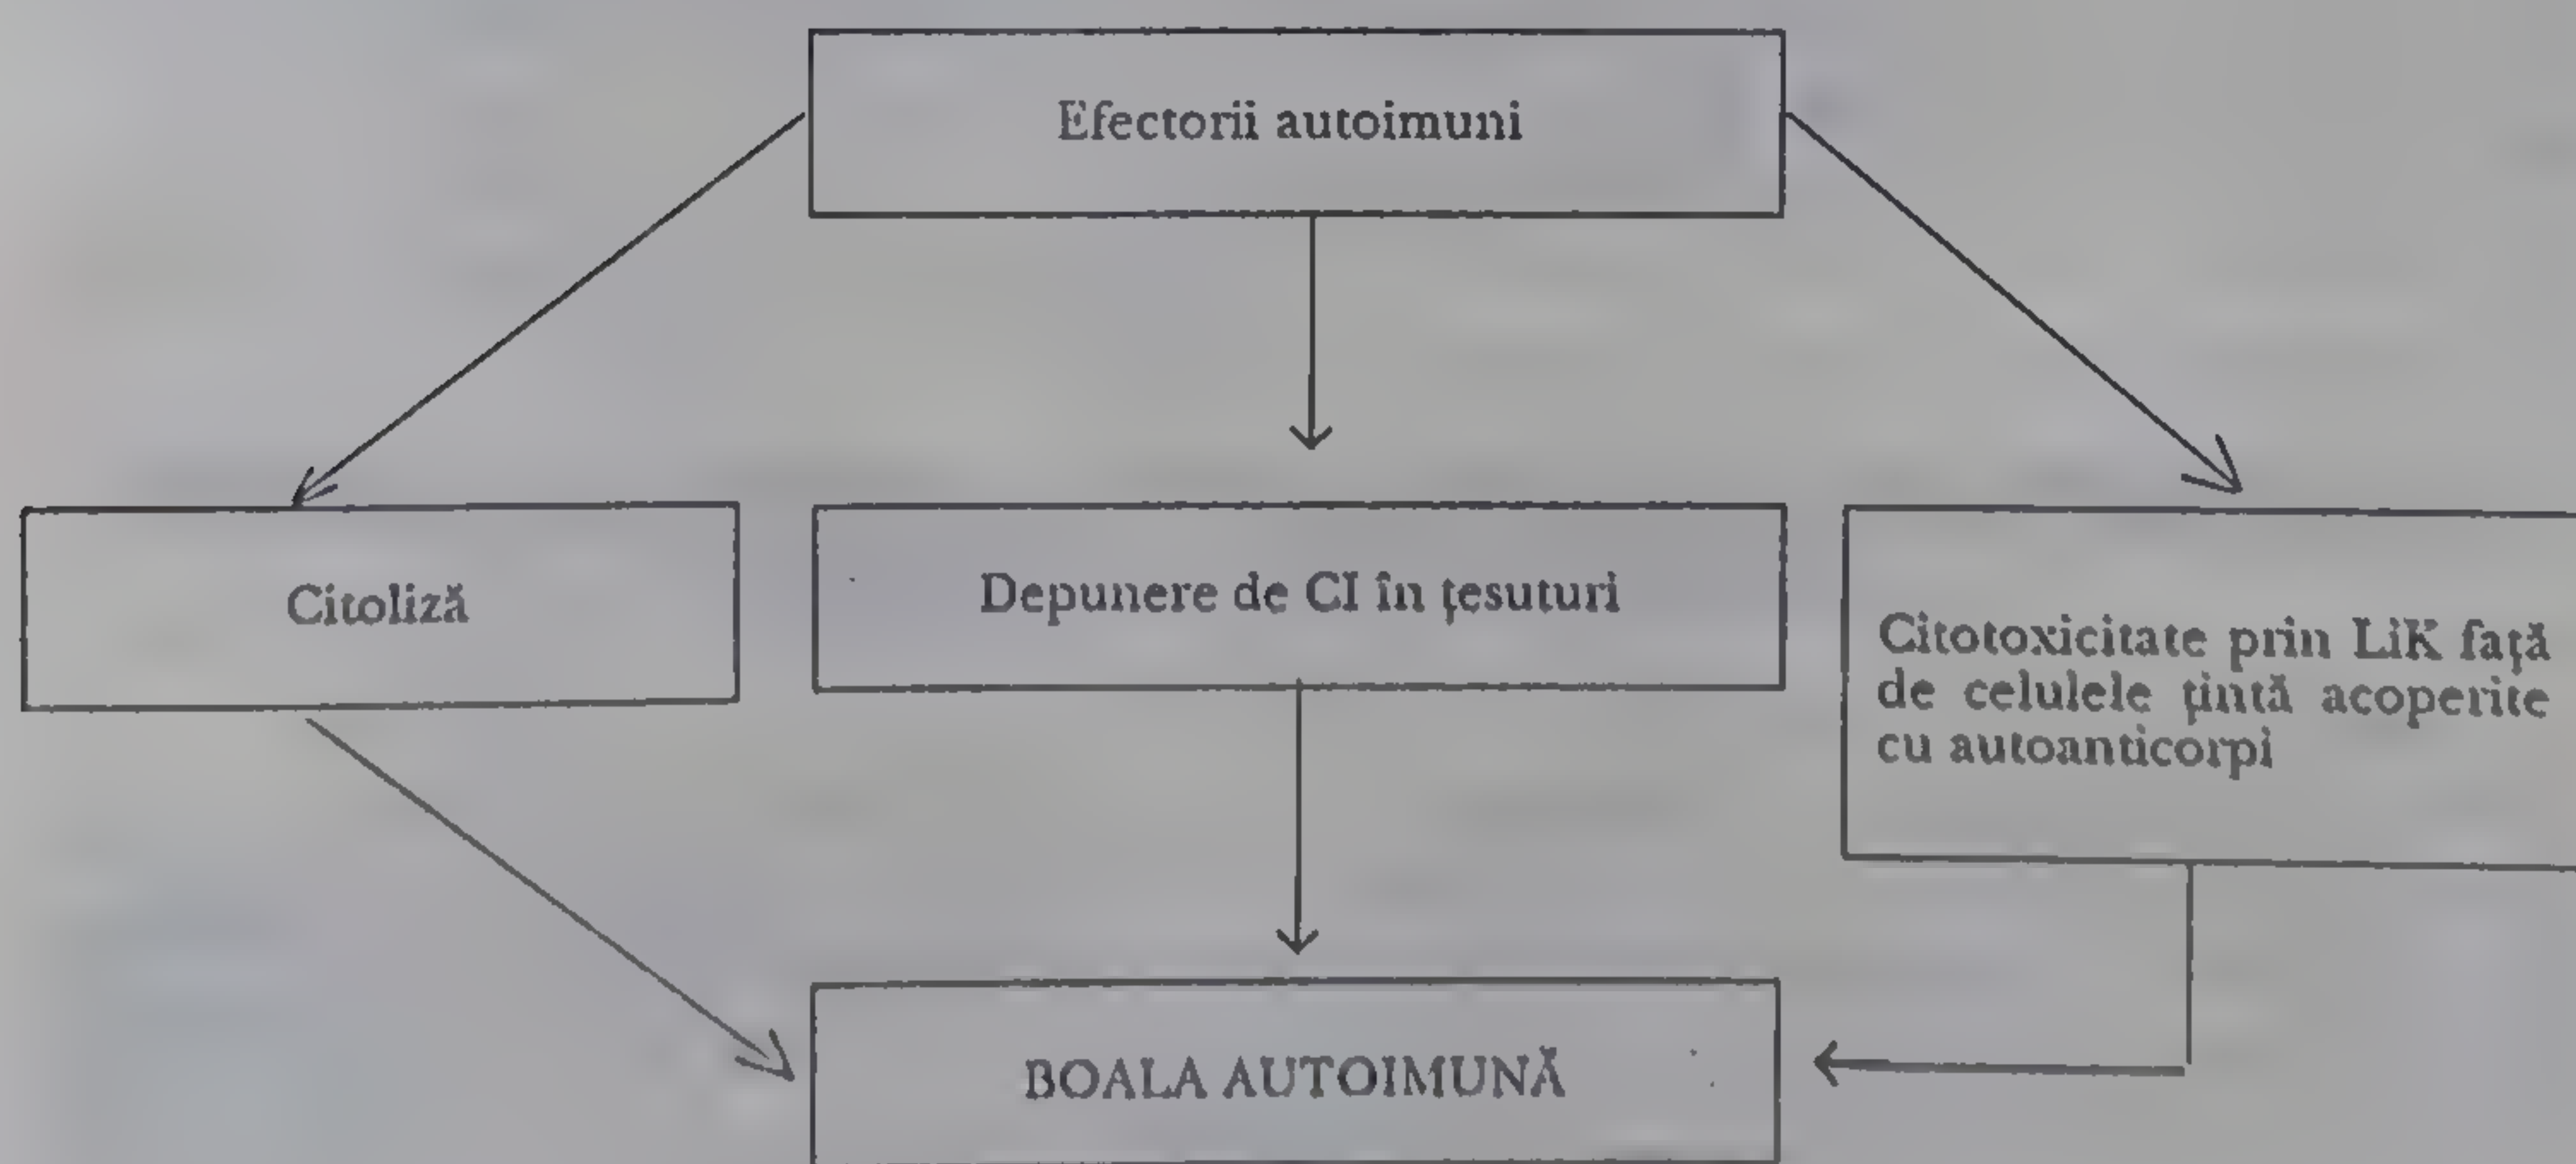 Efectorii autoimuni
Citoliză
Depunere de CI în țesuturi
Citotoxicitate prin LiK față
de celulele țintă acoperite
cu autoanticorpi
BOALA AUTOIMUNĂ